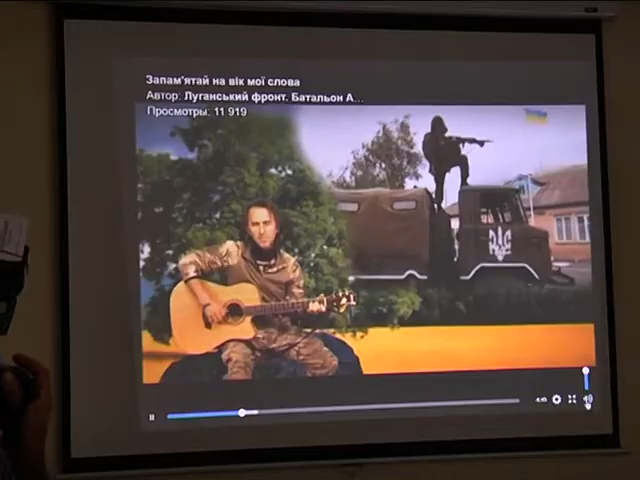 Запам'ятай на вік мої слова
Автор: Луганський фронт. Батальон А...
Просмотры: 11 919